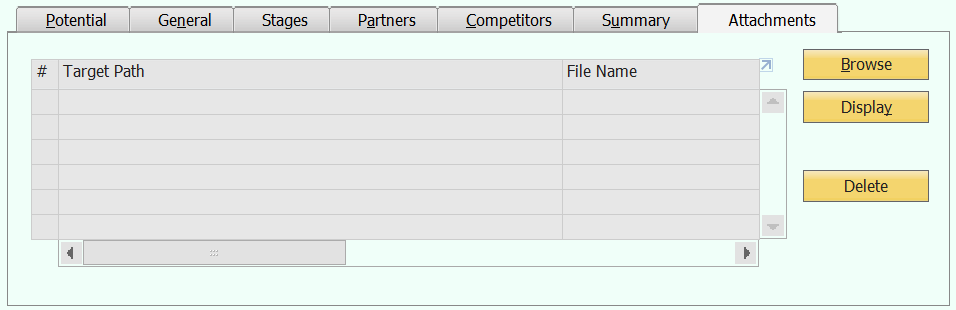 Potential General Stages Partners Competitors Summary Attachments
# Target Path File Name
Browse
Display
Delete